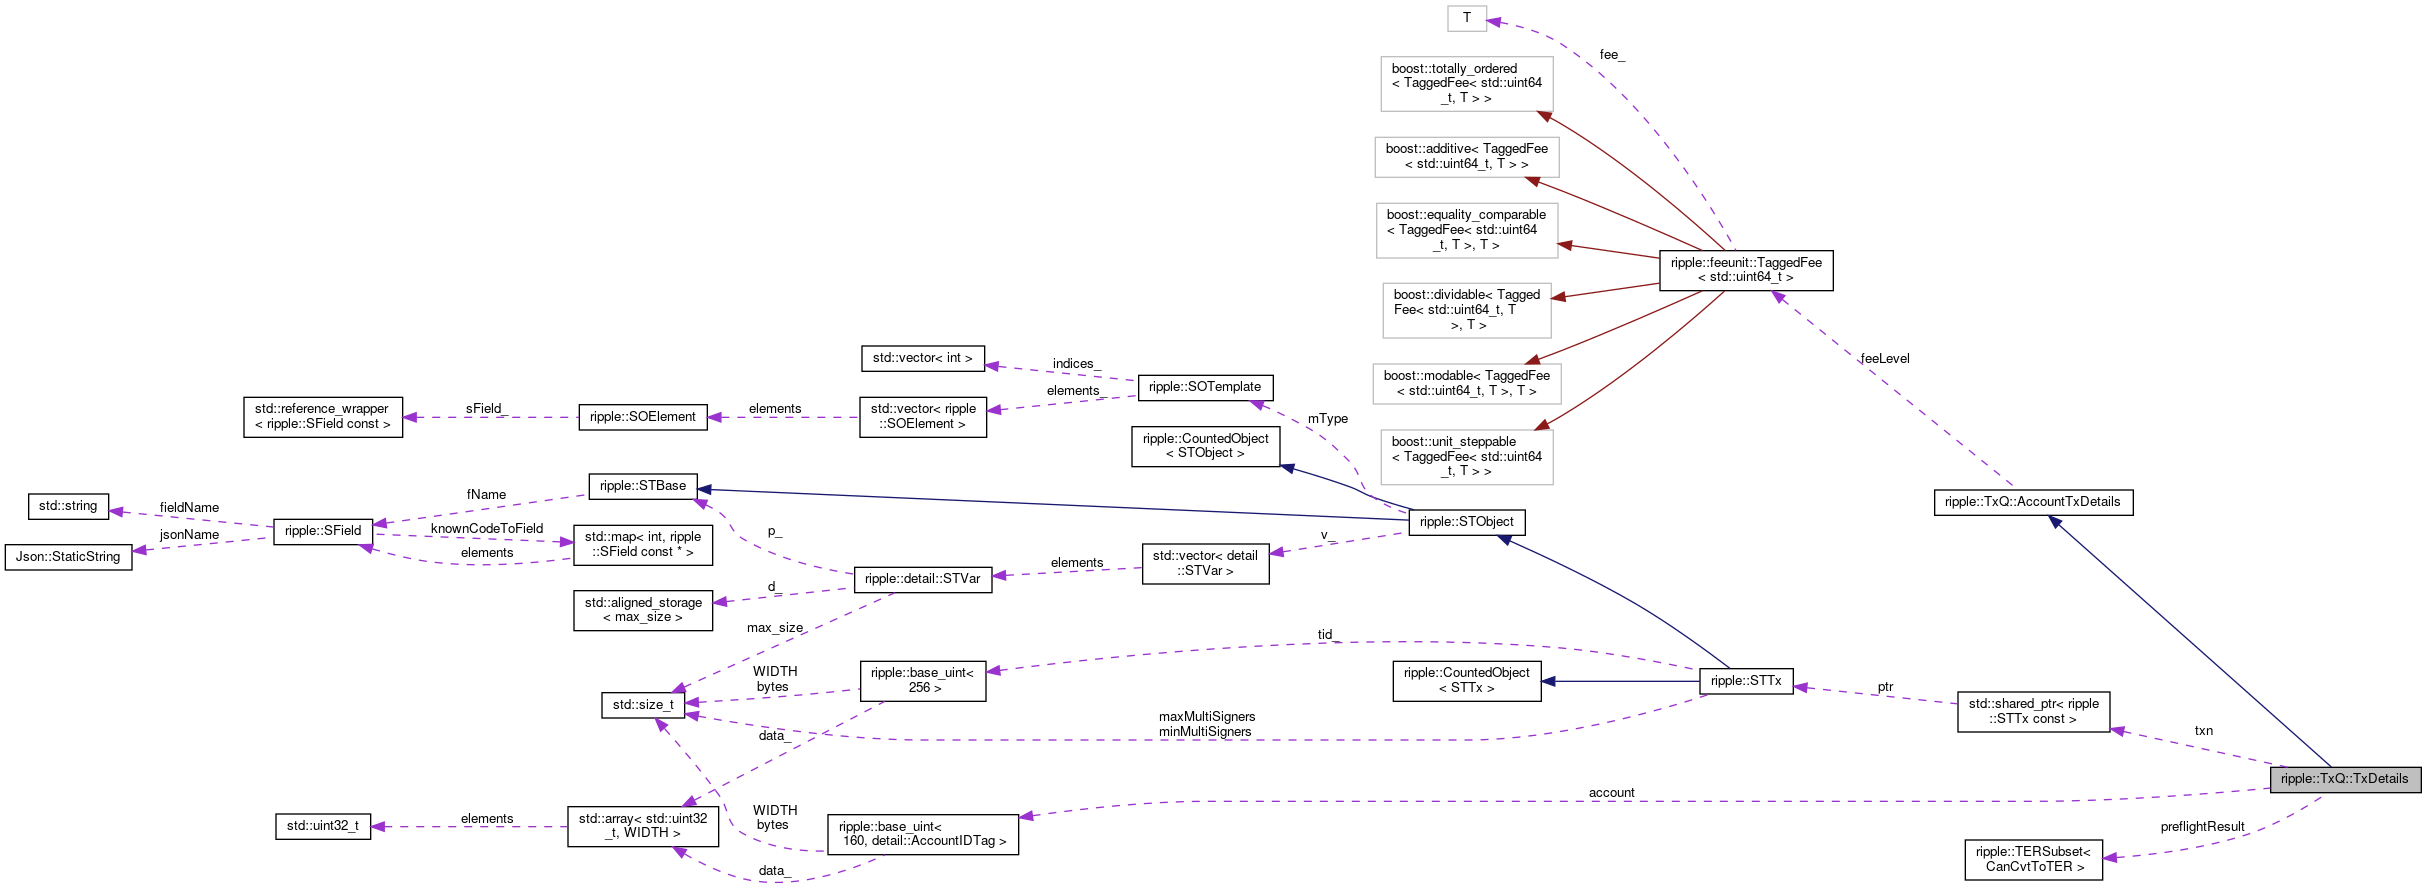 T
fee_
boost::totally_ordered
< TaggedFee< std::uint64
_t, T > >
boost::additive< TaggedFee
< std::uint64_t, T > >
boost::equality_comparable
< TaggedFee< std::uint64
_t, T >, T >
ripple::feeunit::TaggedFee
< std::uint64_t >
boost::dividable< Tagged
Fee< std::uint64_t, T
>, T >
boost::modable< TaggedFee
< std::uint64_t, T >, T >
boost::unit_steppable
< TaggedFee< std::uint64
_t, T > >
feeLevel
std::vector< int >
indices_
ripple::SOTemplate
elements_
std::reference_wrapper
< ripple::SField const >
sField_
ripple::SOElement
elements
std::vector< ripple
::SOElement >
mType
ripple::CountedObject
< STObject >
ripple::STBase
fName
std::string
fieldName
ripple::SField
knownCodeToField
std::map< int, ripple
::SField const * >
elements
jsonName
Json::StaticString
p_
ripple::STObject
v_
std::vector< detail
::STVar >
elements
ripple::detail::STVar
d_
std::aligned_storage
< max_size >
max_size
ripple::TxQ::AccountTxDetails
tid_
WIDTH
bytes
ripple::base_uint<
256 >
ripple::CountedObject
< STTx >
ripple::STTx
ptr
std::shared_ptr< ripple
::STTx const >
std::size_t
maxMultiSigners
minMultiSigners
data_
txn
ripple::TxQ::TxDetails
account
std::uint32_t
elements
std::array< std::uint32
_t, WIDTH >
WIDTH
bytes
ripple::base_uint<
160, detail::AccountIDTag >
data_
preflightResult
ripple::TERSubset<
CanCvtToTER >